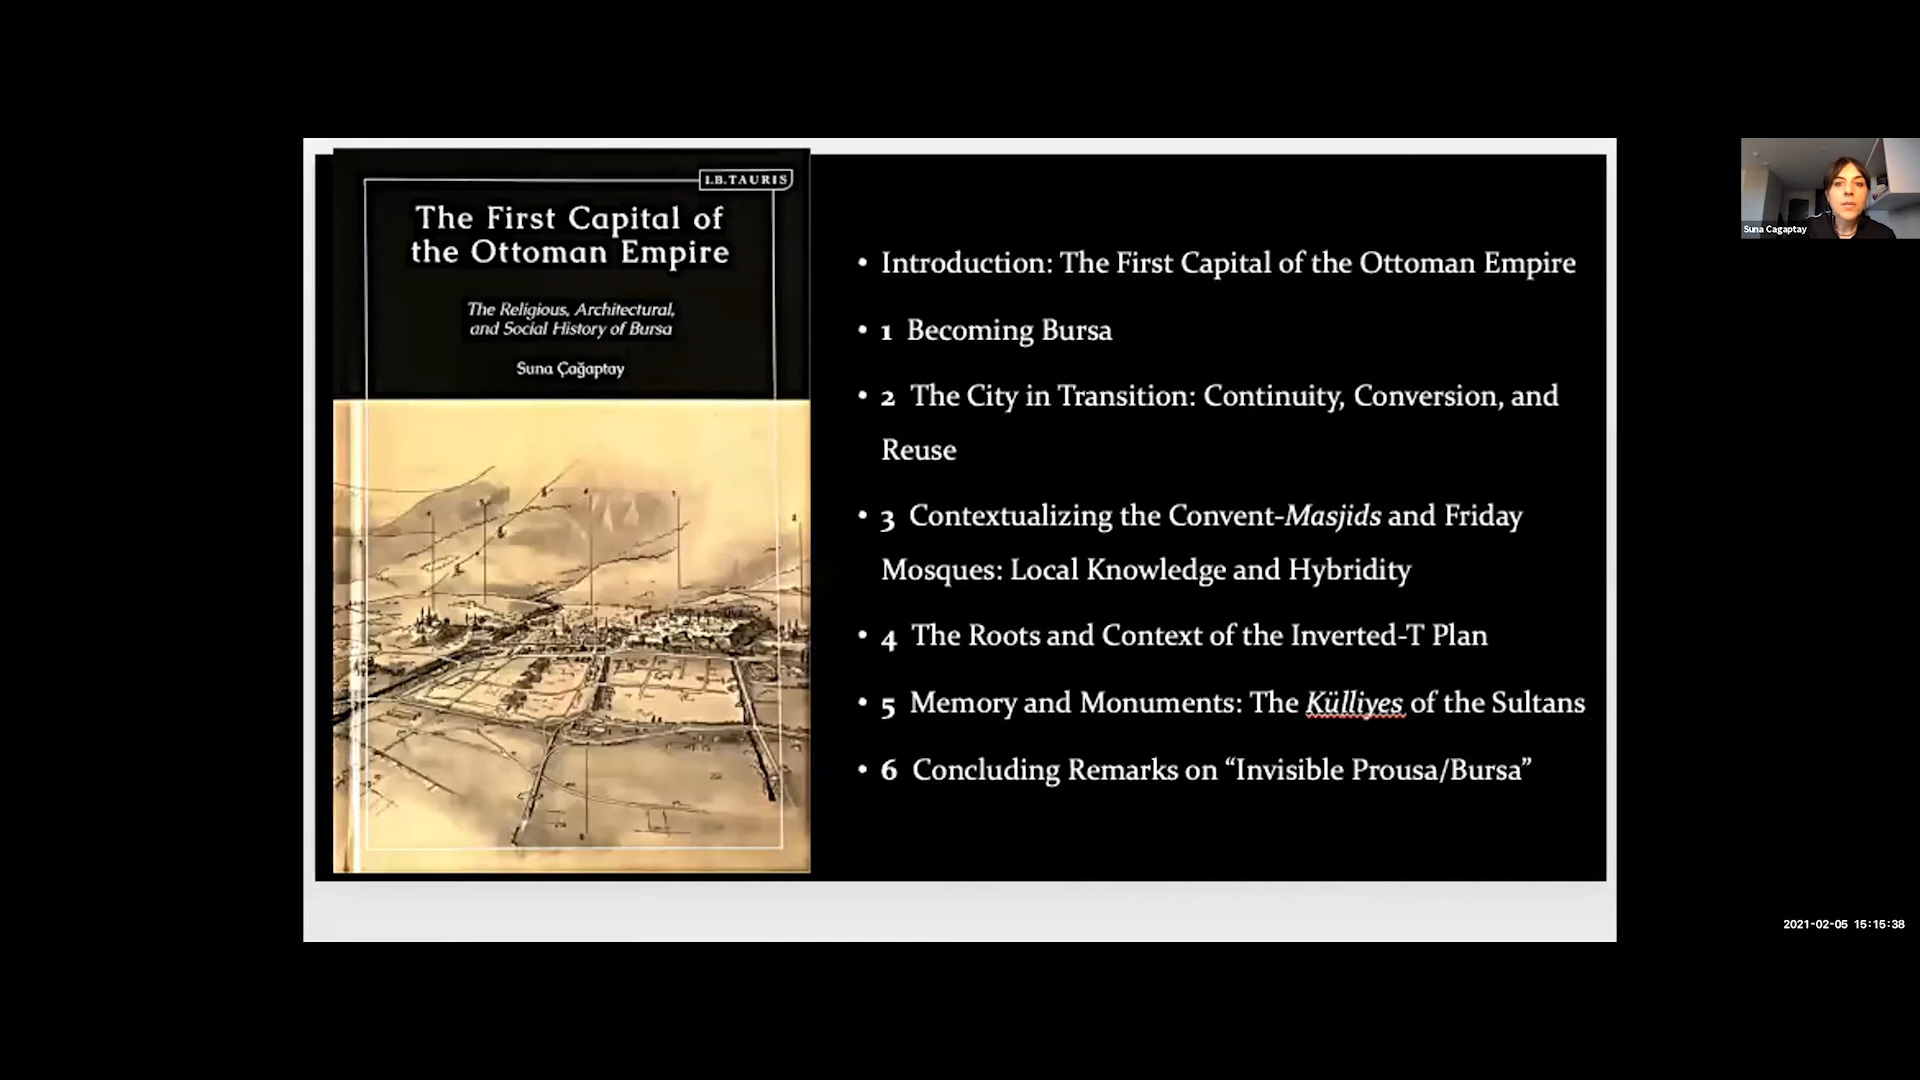 I.B.TAURIS
The First Capital of
the Ottoman Empire
The Religious, Architectural,
and Social History of Bursa
Suna Çağaptay
• Introduction: The First Capital of the Ottoman Empire
• 1 Becoming Bursa
• 2 The City in Transition: Continuity, Conversion, and
Reuse
• 3 Contextualizing the Convent-Masjids and Friday
Mosques: Local Knowledge and Hybridity
• 4 The Roots and Context of the Inverted-T Plan
• 5 Memory and Monuments: The Külliyes of the Sultans
• 6 Concluding Remarks on “Invisible Prousa/Bursa”
Suna Cagaptay
2021-02-05 15:15:38